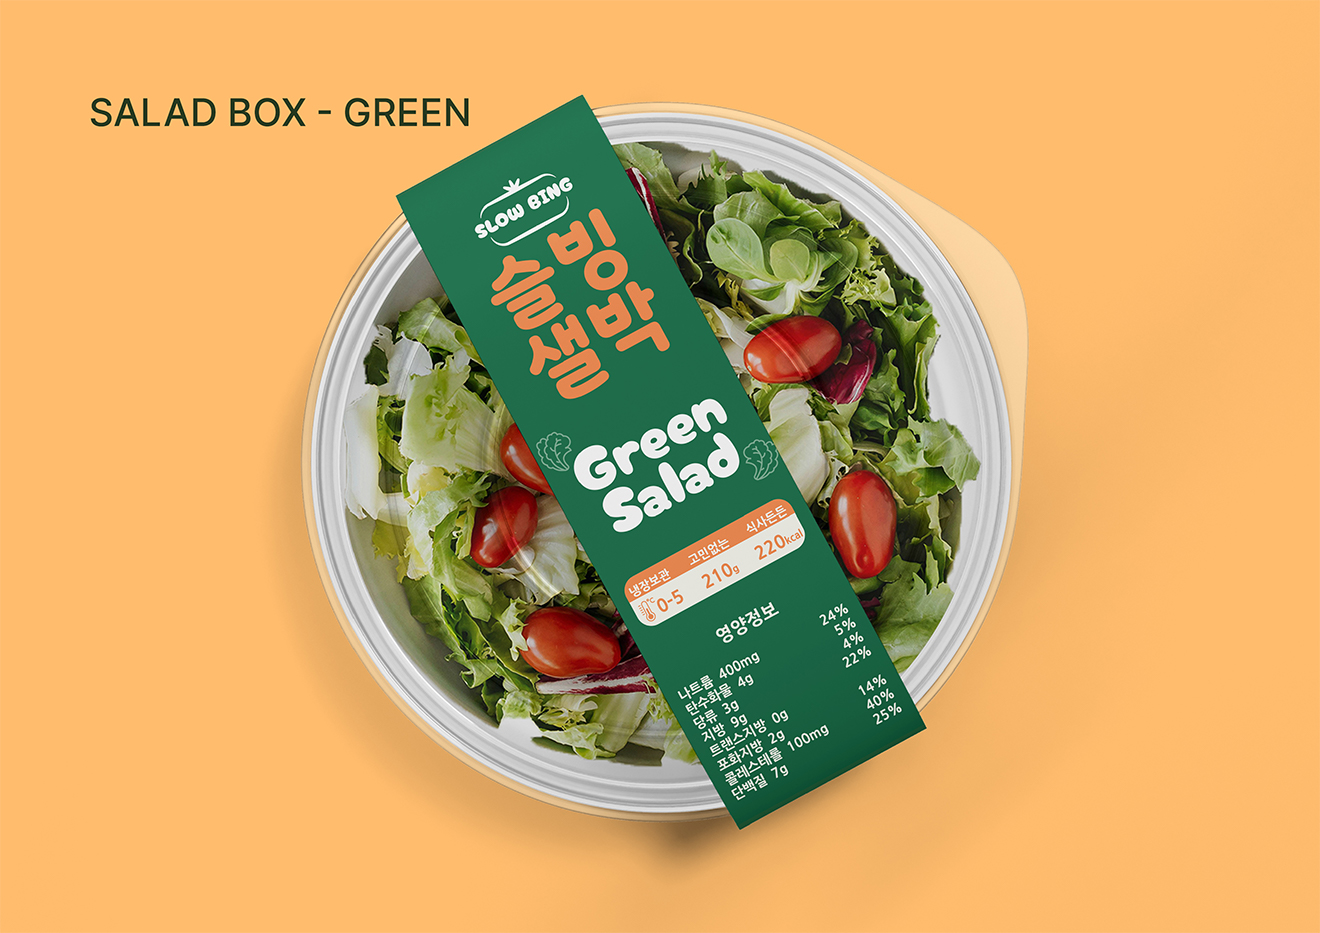 SALAD BOX - GREEN
SLOW BING
슬빙
샐박
Green
Salad
냉장보관 고민없는 식사든든
℃ 0-5 210g 220kcal
영양정보
나트륨 400mg 24%
탄수화물 4g 5%
당류 3g 4%
지방 9g 22%
트랜스지방 0g
포화지방 2g 14%
콜레스테롤 100mg 40%
단백질 7g 25%